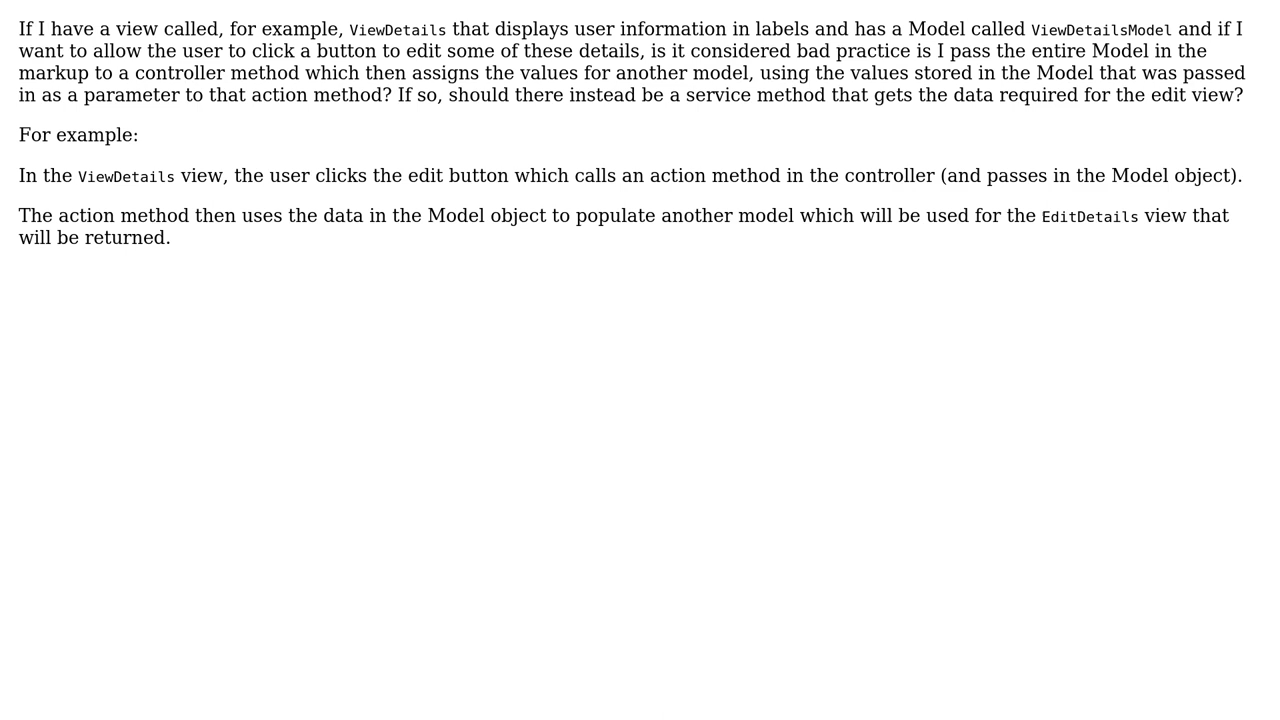 If I have a view called, for example, ViewDetails that displays user information in labels and has a Model called ViewDetailsModel and if I
want to allow the user to click a button to edit some of these details, is it considered bad practice is I pass the entire Model in the
markup to a controller method which then assigns the values for another model, using the values stored in the Model that was passed
in as a parameter to that action method? If so, should there instead be a service method that gets the data required for the edit view?
For example:
In the ViewDetails view, the user clicks the edit button which calls an action method in the controller (and passes in the Model object).
The action method then uses the data in the Model object to populate another model which will be used for the EditDetails view that
will be returned.